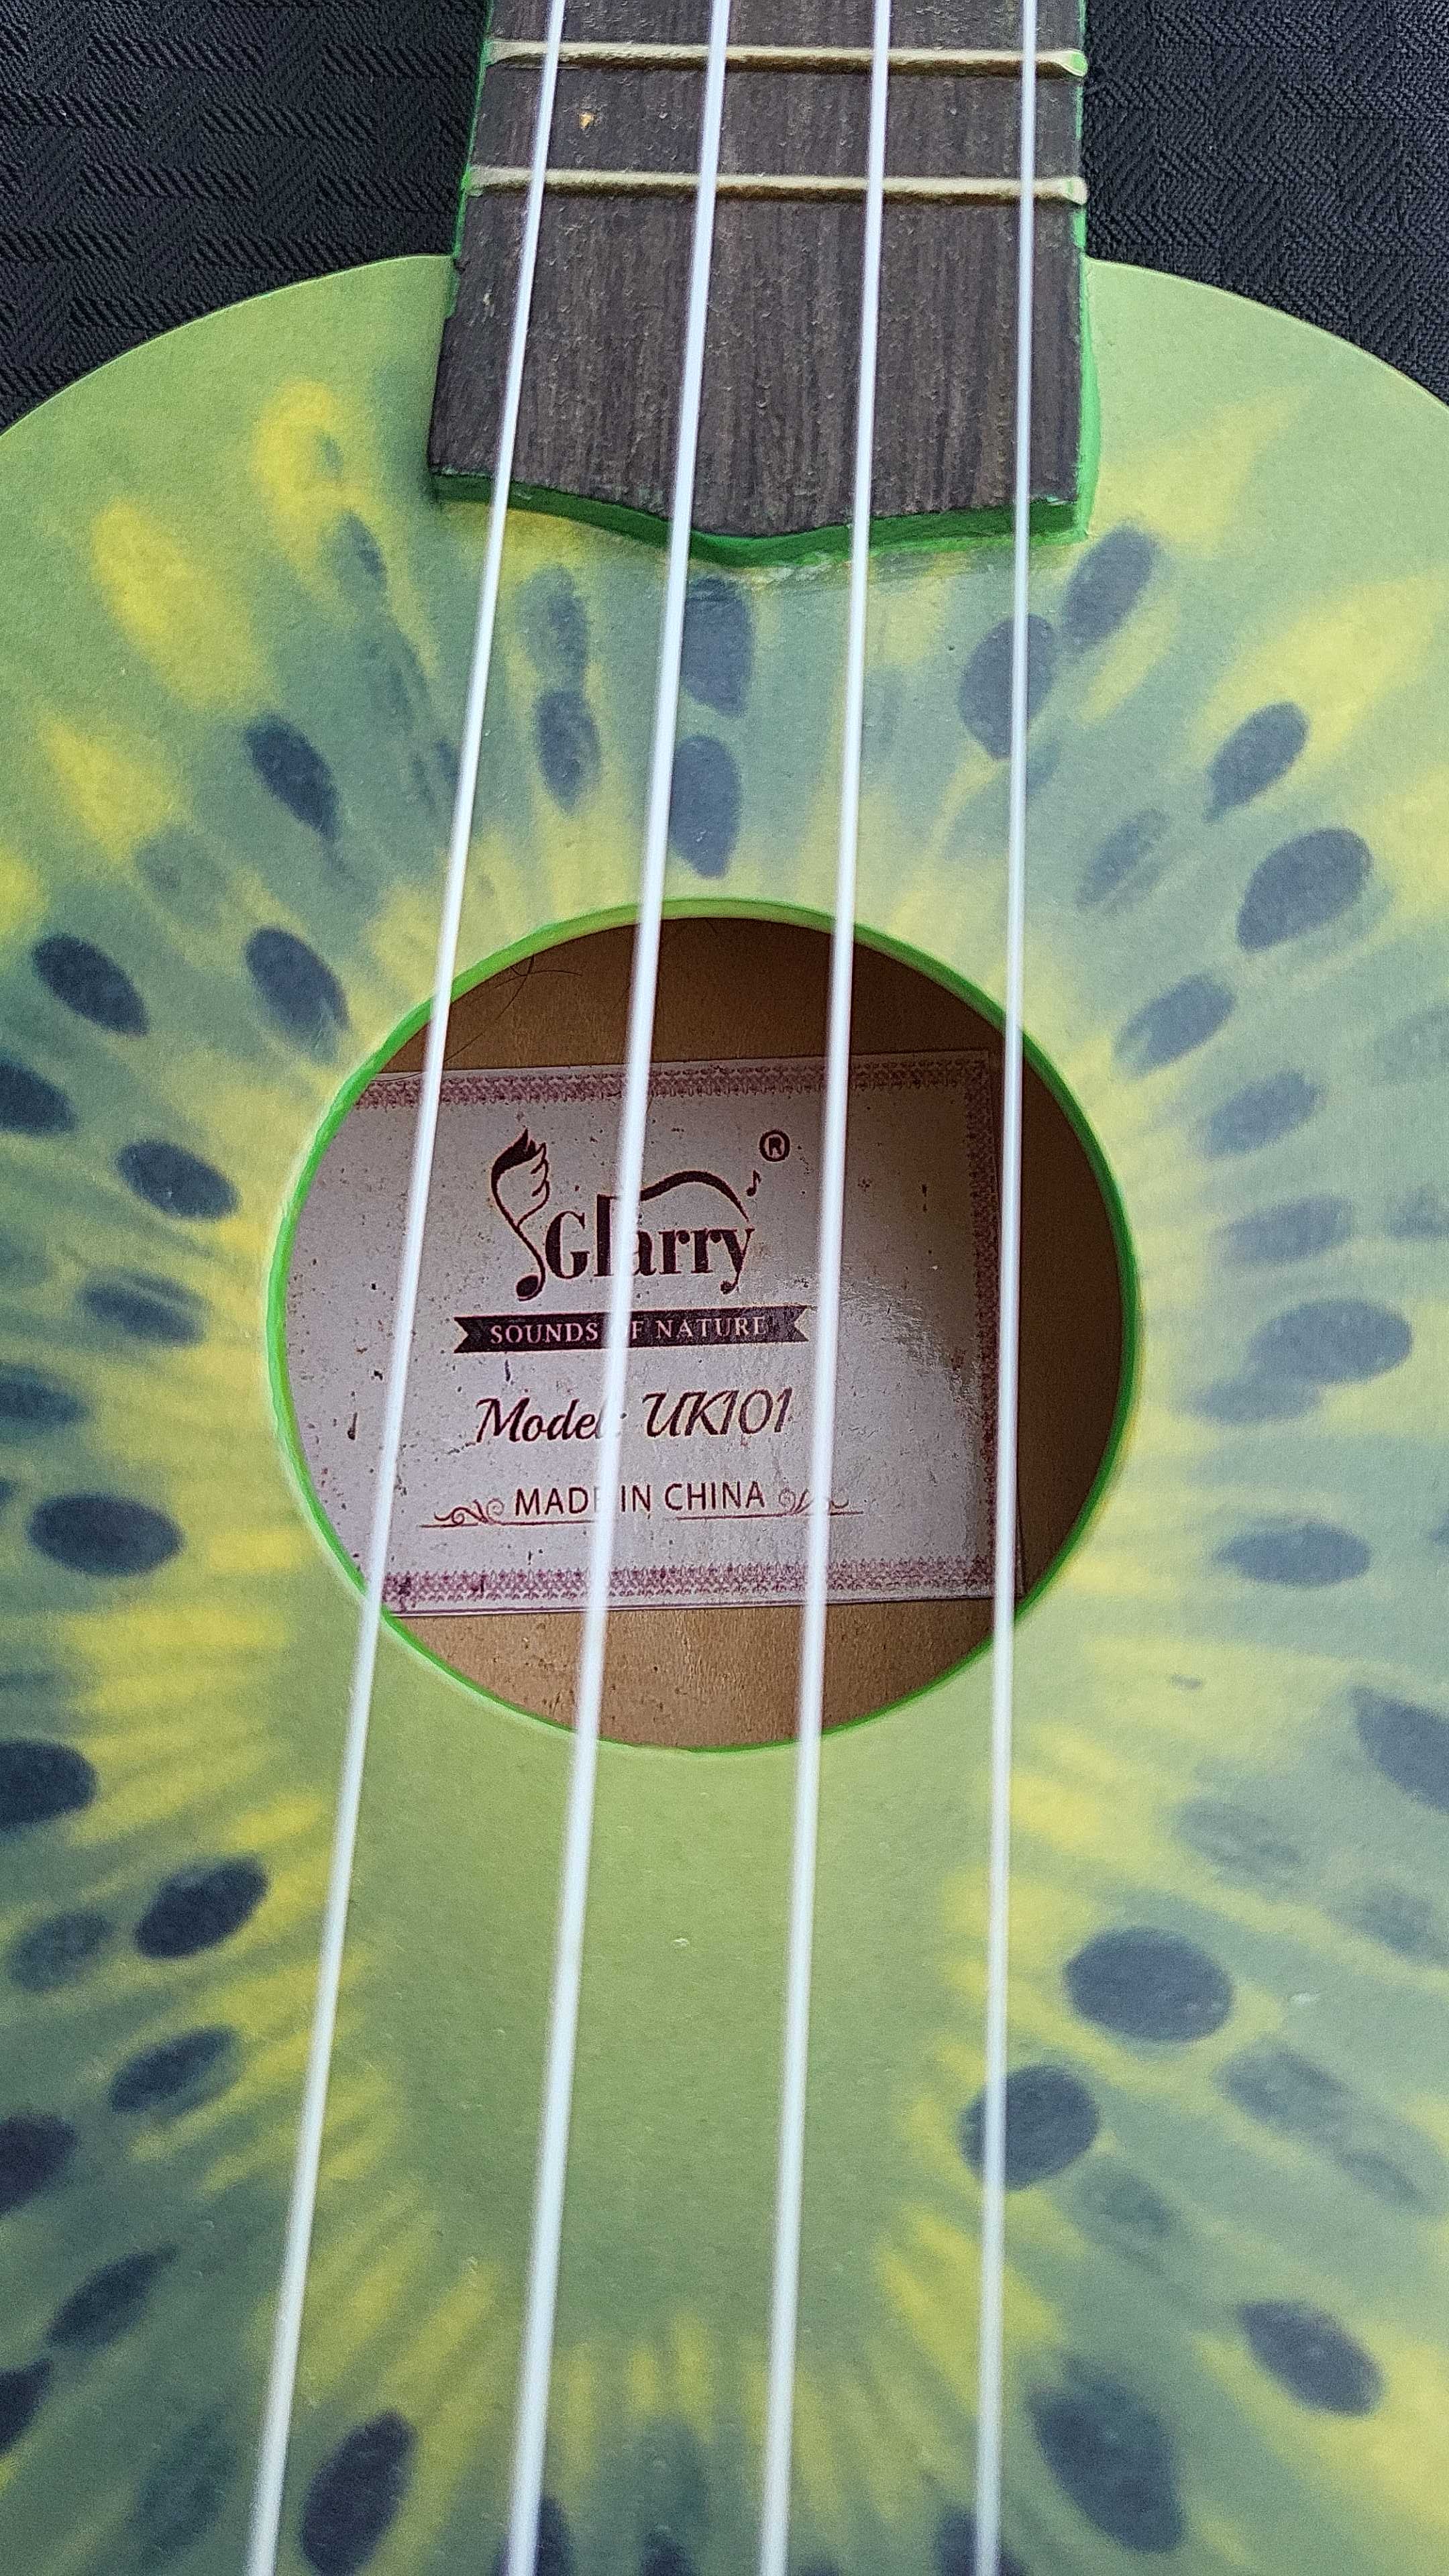 Glarry®
SOUNDS OF NATURE
Model: UK101
MADE IN CHINA